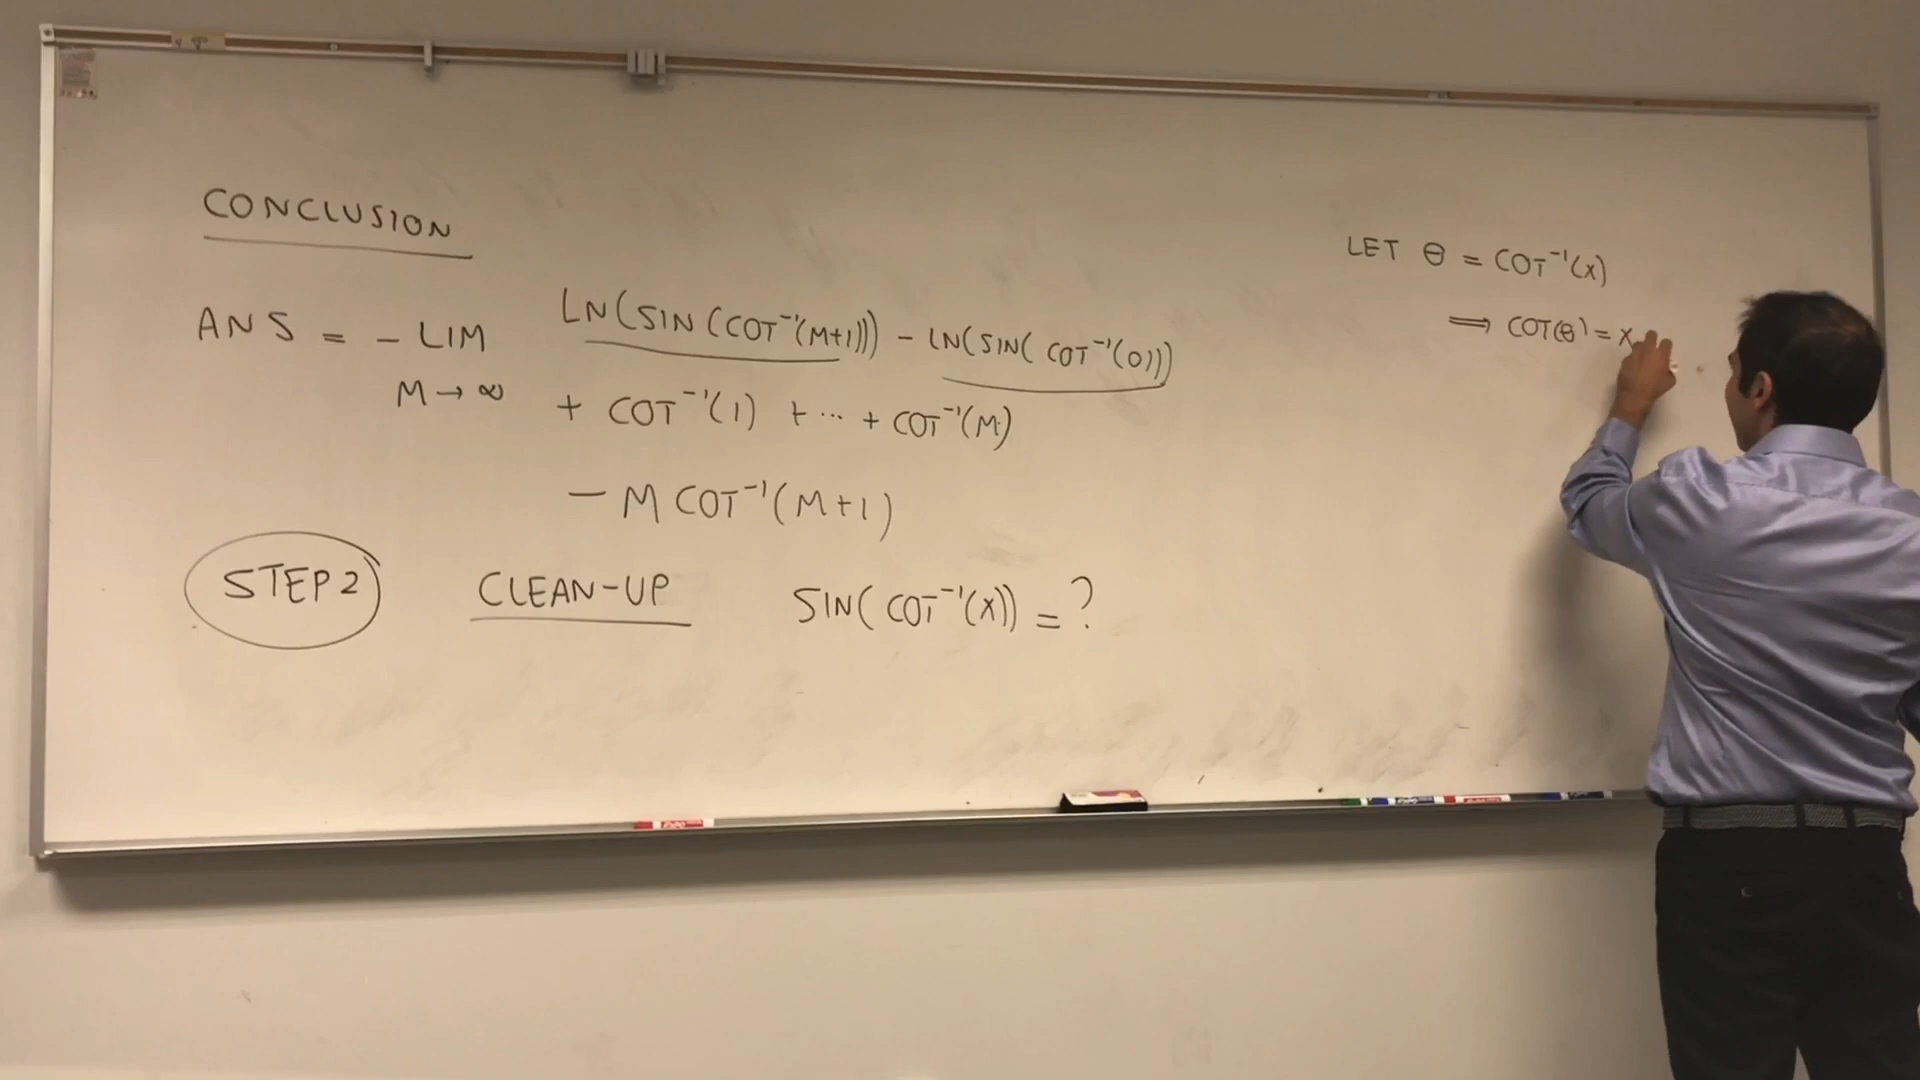 CONCLUSION
ANS = - LIM M→∞ LN(SIN(COT⁻¹(M+1))) - LN(SIN(COT⁻¹(0)))
+ COT⁻¹(1) + ... + COT⁻¹(M)
- M COT⁻¹(M+1)
STEP 2 CLEAN-UP SIN(COT⁻¹(X)) = ?
LET θ = COT⁻¹(X)
⟹ COT(θ) = X